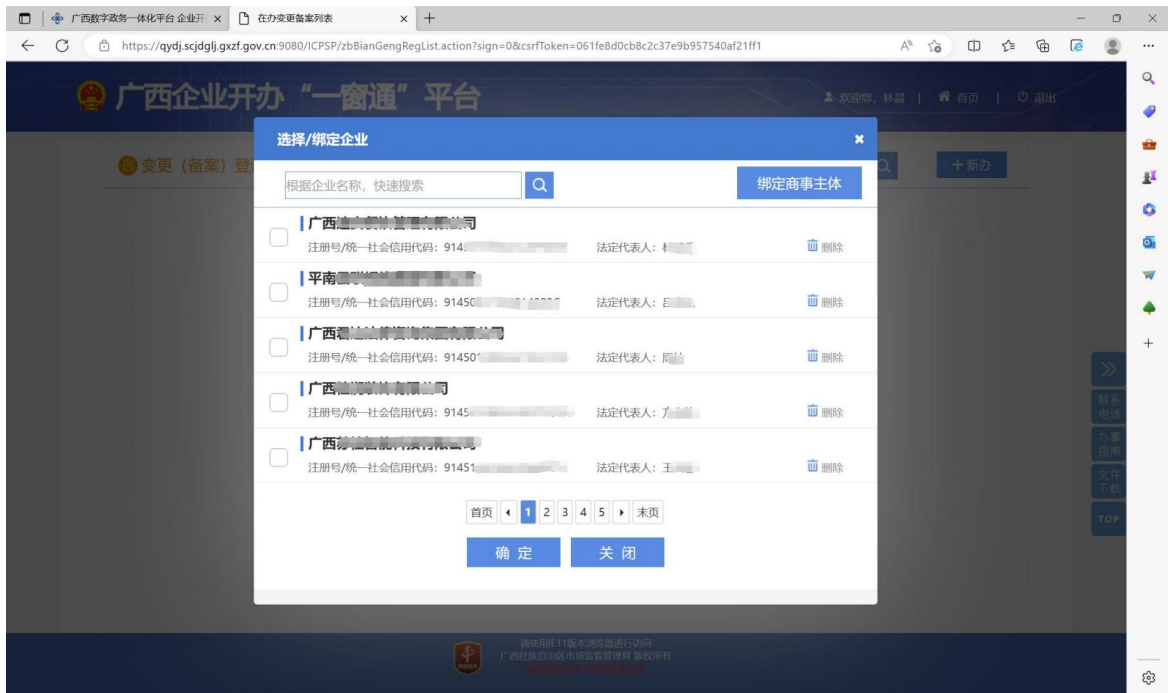 广西数字政务一体化平台 企业开
在办变更备案列表
https://qydj.scjdglj.gxzf.gov.cn:9080/ICPSP/zbBianGengRegList.action?sign=0&csrfToken=061fe8d0cb8c2c37e9b957540af21ff1
广西企业开办“一窗通”平台
欢迎您, 林晨 | 首页 | 退出
选择/绑定企业
变更（备案）登
+新办
根据企业名称，快速搜索
绑定商事主体
广西
注册号/统一社会信用代码：914 法定代表人： 删除
平南
注册号/统一社会信用代码：91450 法定代表人：吕 删除
广西
注册号/统一社会信用代码：914501 法定代表人： 删除
广西
注册号/统一社会信用代码：9145 法定代表人： 删除
广西
注册号/统一社会信用代码：91451 法定代表人：王 删除
首页 1 2 3 4 5 末页
确 定 关 闭
联系
电话
办事
指南
文件
下载
TOP
请使用IE11版本浏览器进行访问
广西壮族自治区市场监督管理局 版权所有